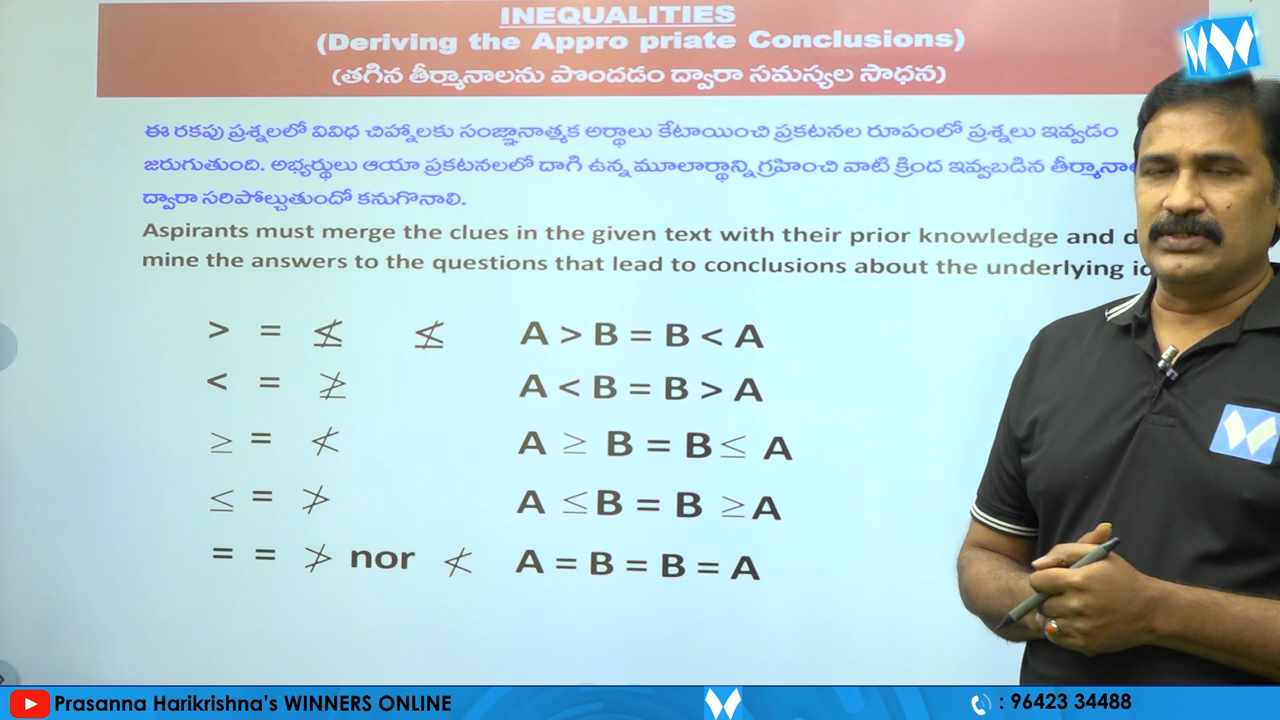 INEQUALITIES
(Deriving the Appro priate Conclusions)
(తగిన తీర్మానాలను పొందడం ద్వారా సమస్యల సాధన)
ఈ రకపు ప్రశ్నలలో వివిధ చిహ్నాలకు సంజ్ఞానాత్మక అర్థాలు కేటాయించి ప్రకటనల రూపంలో ప్రశ్నలు ఇవ్వడం
జరుగుతుంది. అభ్యర్థులు ఆయా ప్రకటనలలో దాగి ఉన్న మూలార్థాన్ని గ్రహించి వాటి క్రింద ఇవ్వబడిన
ద్వారా సరిపోల్చుతుందో కనుగొనాలి.
Aspirants must merge the clues in the given text with their prior knowledge and d
mine the answers to the questions that lead to conclusions about the underlying
> = ≰ ≰ A > B = B < A
< = ≱ A < B = B > A
≥ = ≮ A ≥ B = B ≤ A
≤ = ≯ A ≤ B = B ≥ A
= = ≯ nor ≮ A = B = B = A
Prasanna Harikrishna's WINNERS ONLINE
: 96423 34488